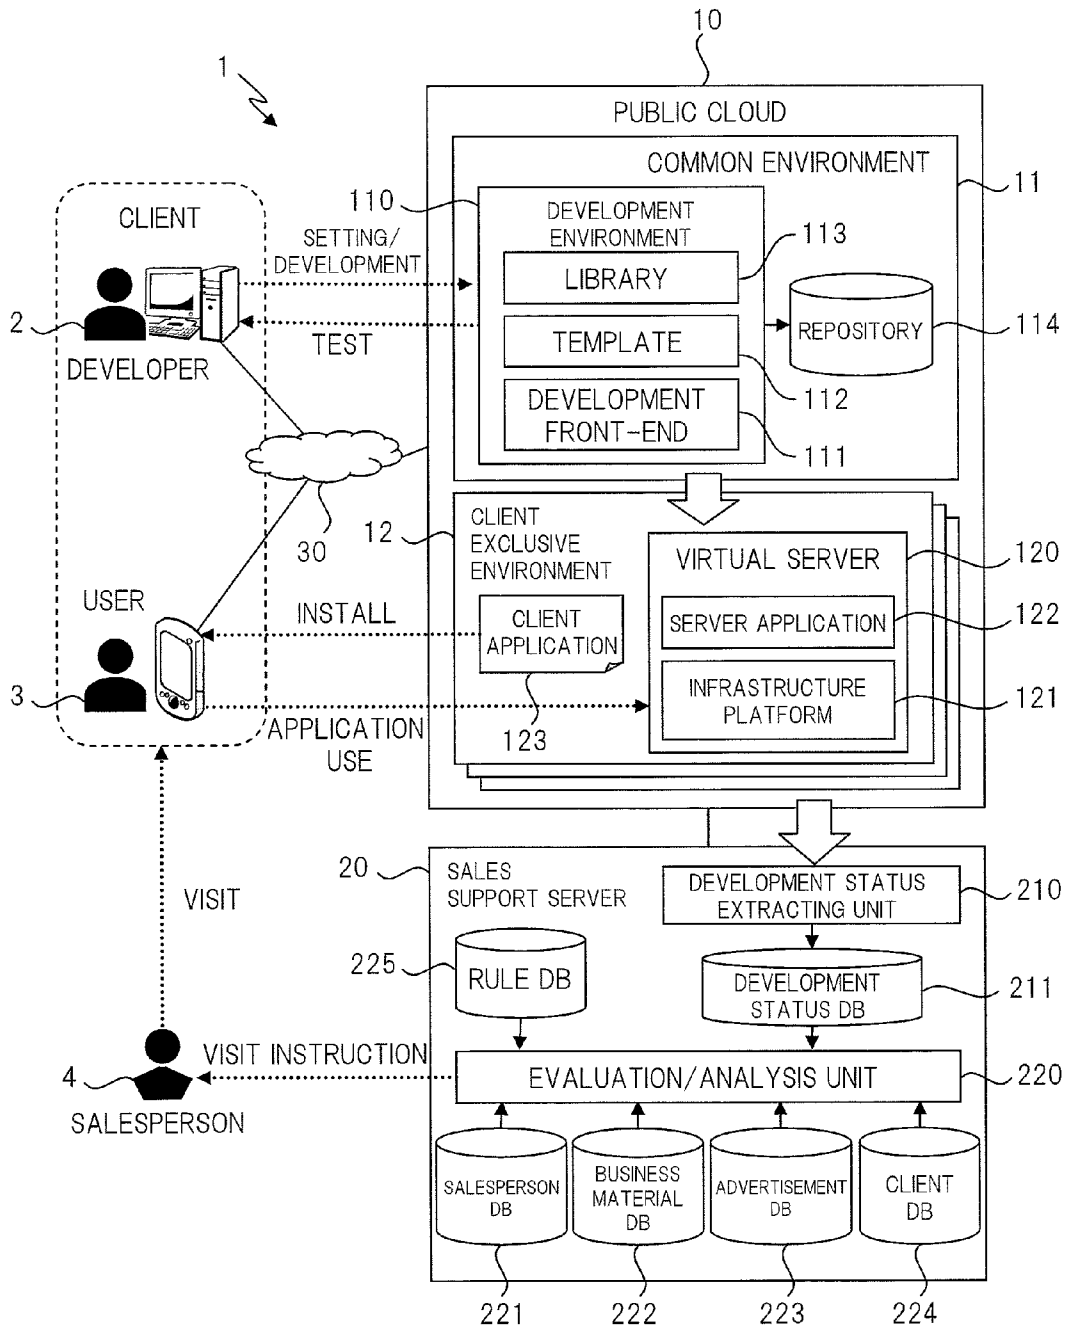 10
1
PUBLIC CLOUD
COMMON ENVIRONMENT
11
110
CLIENT
DEVELOPMENT
ENVIRONMENT
113
SETTING/
DEVELOPMENT
LIBRARY
2
TEST
TEMPLATE
REPOSITORY
114
DEVELOPER
112
DEVELOPMENT
FRONT-END
111
30
12
CLIENT
EXCLUSIVE
ENVIRONMENT
VIRTUAL SERVER
120
USER
INSTALL
CLIENT
APPLICATION
SERVER APPLICATION
122
3
INFRASTRUCTURE
PLATFORM
121
APPLICATION
USE
123
20
SALES
SUPPORT SERVER
DEVELOPMENT STATUS
EXTRACTING UNIT
210
VISIT
225
RULE DB
DEVELOPMENT
STATUS DB
211
4
VISIT INSTRUCTION
EVALUATION/ANALYSIS UNIT
220
SALESPERSON
SALESPERSON
DB
BUSINESS
MATERIAL
DB
ADVERTISEMENT
DB
CLIENT
DB
221
222
223
224